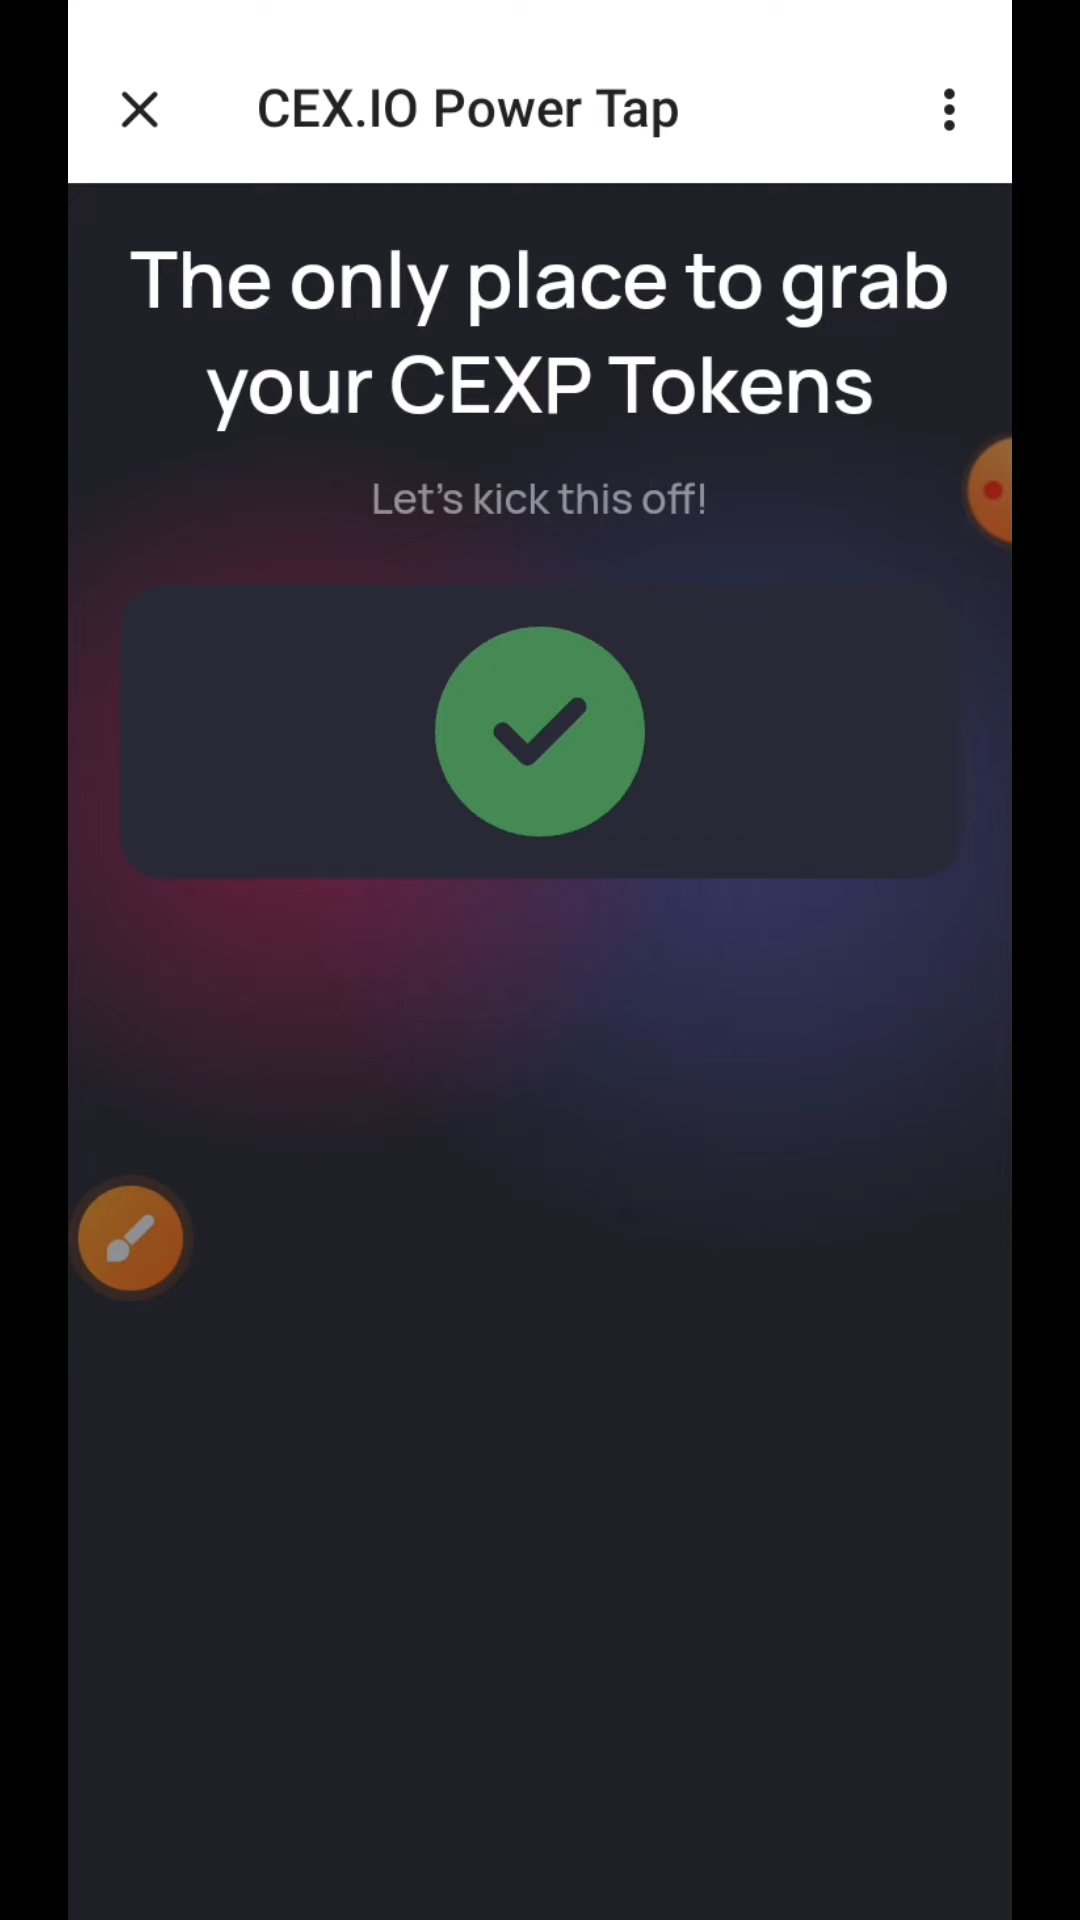 CEX.IO Power Tap
The only place to grab
your CEXP Tokens
Let's kick this off!